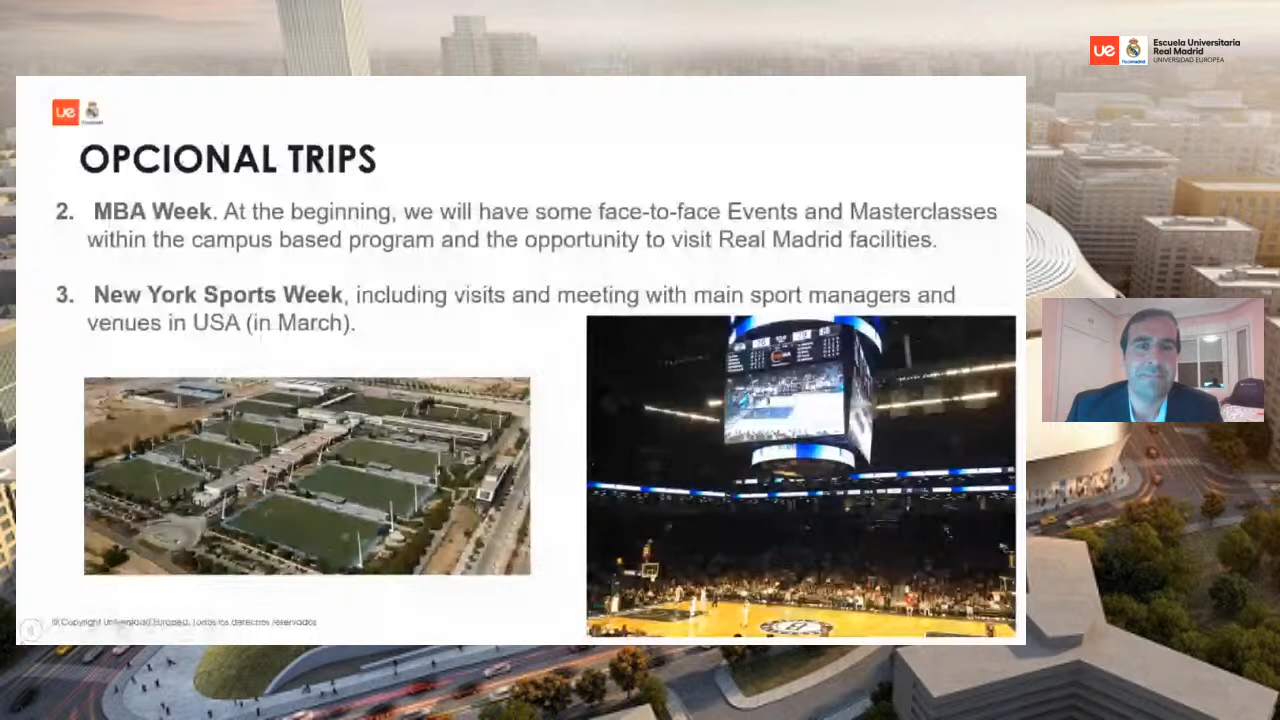 ue
Escuela Universitaria
Real Madrid
UNIVERSIDAD EUROPEA
ue
OPCIONAL TRIPS
2. MBA Week. At the beginning, we will have some face-to-face Events and Masterclasses
within the campus based program and the opportunity to visit Real Madrid facilities.
3. New York Sports Week, including visits and meeting with main sport managers and
venues in USA (in March).
© Copyright Universidad Europea. Todos los derechos reservados